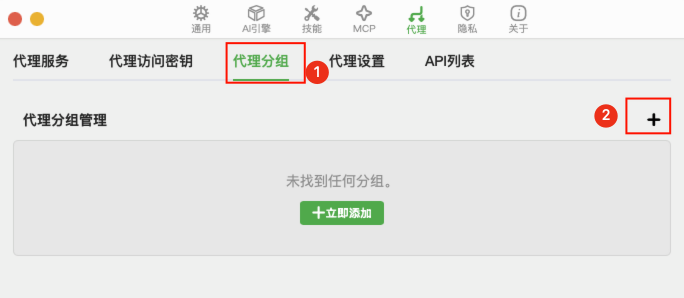 通用 AI引擎 技能 MCP 代理 隐私 关于
代理服务 代理访问密钥 代理分组 代理设置 API列表
1
代理分组管理 2
未找到任何分组。
立即添加